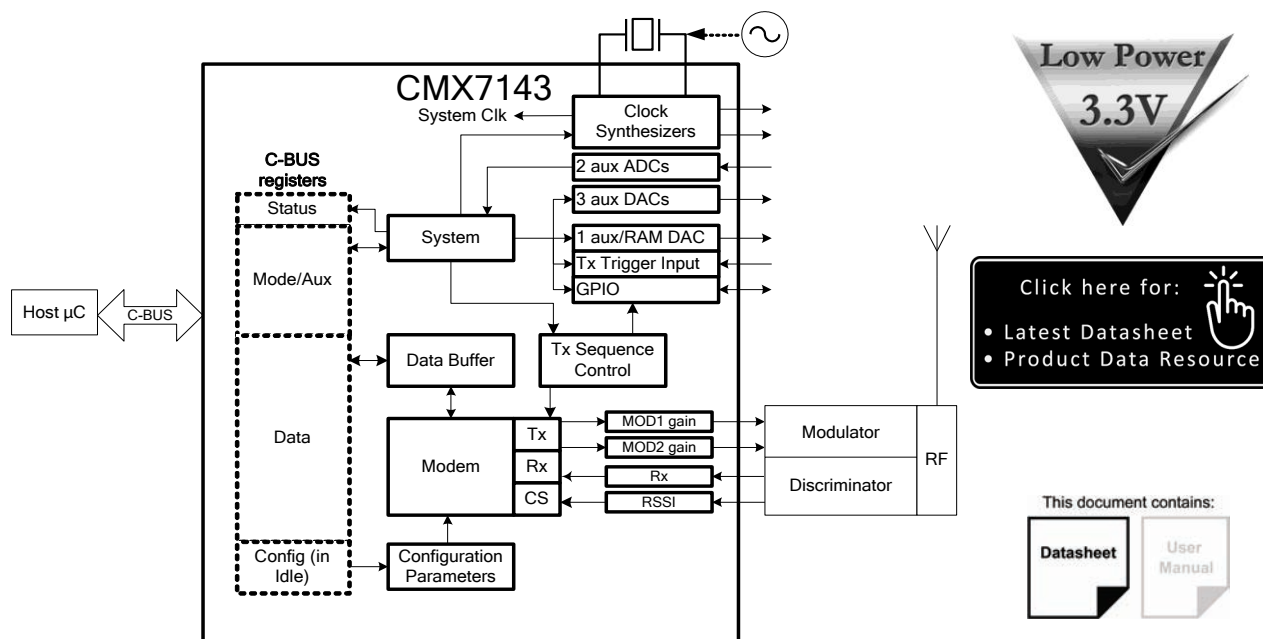 CMX7143
System Clk
Clock
Synthesizers
C-BUS
registers
2 aux ADCs
3 aux DACs
Status
System
1 aux/RAM DAC
Mode/Aux
Tx Trigger Input
GPIO
Host µC
C-BUS
Data Buffer
Tx Sequence
Control
Data
Modem
Tx
Rx
CS
MOD1 gain
MOD2 gain
Rx
RSSI
Modulator
Discriminator
RF
Config (in
Idle)
Configuration
Parameters
Low Power
3.3V
Click here for:
• Latest Datasheet
• Product Data Resource
This document contains:
Datasheet
User
Manual